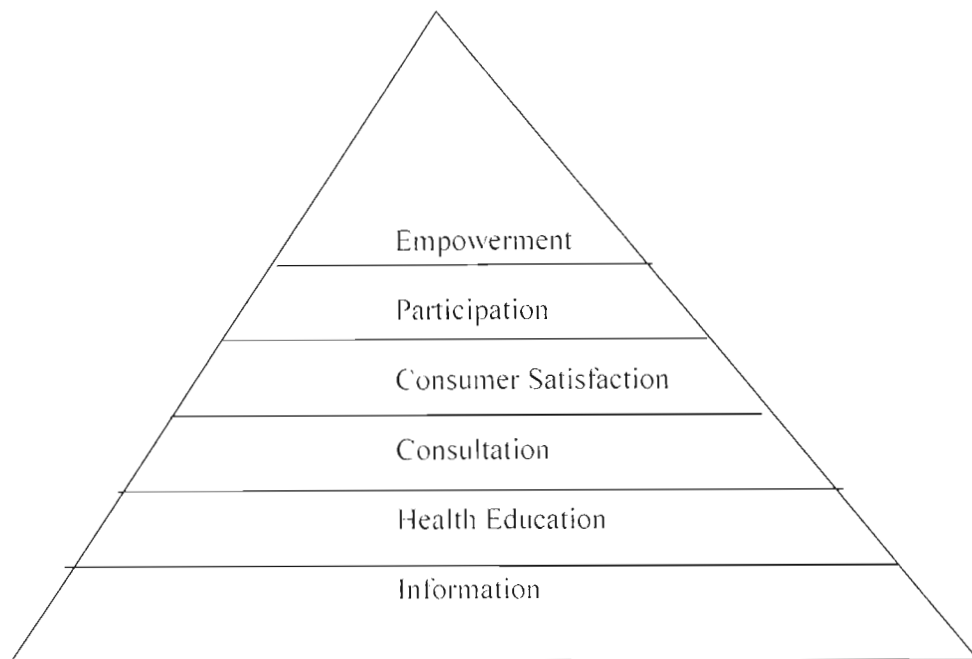 Empowerment
Participation
Consumer Satisfaction
Consultation
Health Education
Information